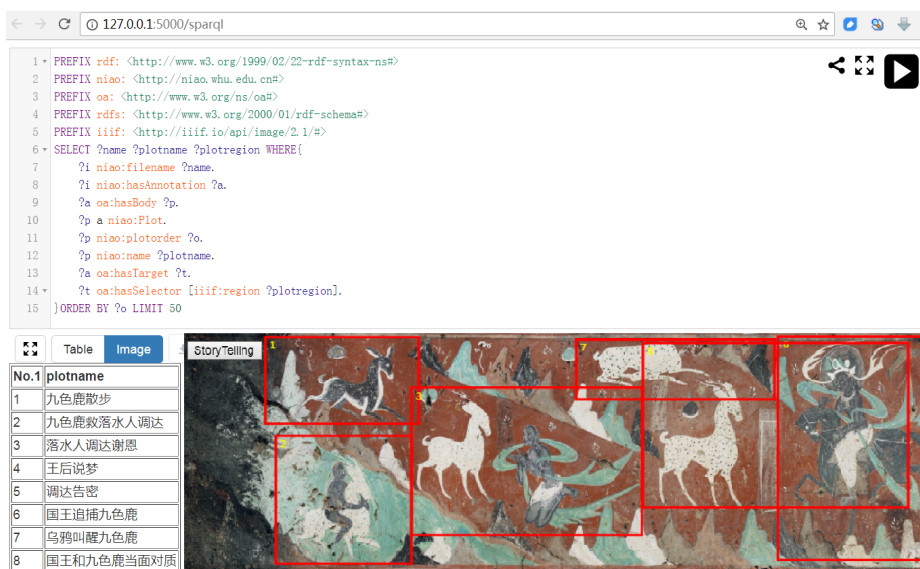 127.0.0.1:5000/sparql
1 PREFIX rdf: <http://www.w3.org/1999/02/22-rdf-syntax-ns#>
2 PREFIX niao: <http://niao.whu.edu.cn#>
3 PREFIX oa: <http://www.w3.org/ns/oa#>
4 PREFIX rdfs: <http://www.w3.org/2000/01/rdf-schema#>
5 PREFIX iiif: <http://iiif.io/api/image/2.1/#>
6 SELECT ?name ?plotname ?plotregion WHERE{
7 ?i niao:filename ?name.
8 ?i niao:hasAnnotation ?a.
9 ?a oa:hasBody ?p.
10 ?p a niao:Plot.
11 ?p niao:plotorder ?o.
12 ?p niao:name ?plotname.
13 ?a oa:hasTarget ?t.
14 ?t oa:hasSelector [iiif:region ?plotregion].
15 }ORDER BY ?o LIMIT 50
Table Image StoryTelling
No.1 plotname
1 九色鹿散步
2 九色鹿救落水人调达
3 落水人调达谢恩
4 王后说梦
5 调达告密
6 国王追捕九色鹿
7 乌鸦叫醒九色鹿
8 国王和九色鹿当面对质
1
7
3
2